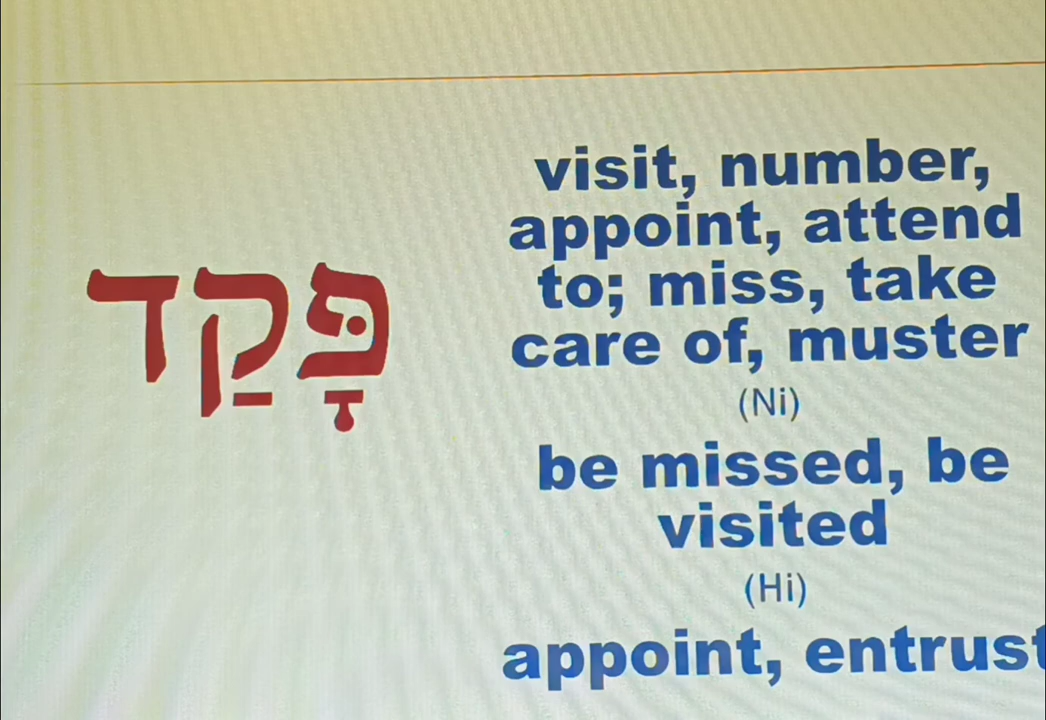 פָּקַד
visit, number,
appoint, attend
to; miss, take
care of, muster
(Ni)
be missed, be
visited
(Hi)
appoint, entrust